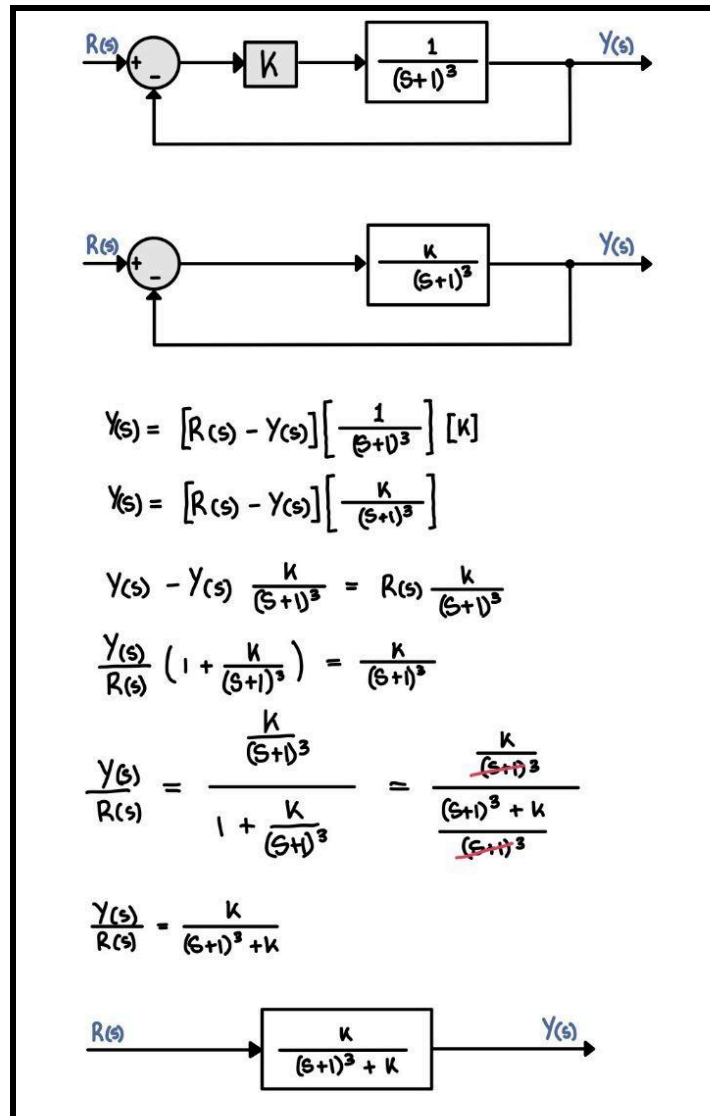 R(s) + - K 1/(S+1)³ Y(s)
R(s) + - K/(S+1)³ Y(s)
Y(s) = [R(s) - Y(s)] [1/(S+1)³] [K]
Y(s) = [R(s) - Y(s)] [K/(S+1)³]
Y(s) - Y(s) K/(S+1)³ = R(s) K/(S+1)³
Y(s)/R(s) (1 + K/(S+1)³) = K/(S+1)³
Y(s)/R(s) = (K/(S+1)³)/(1 + K/(S+1)³) = (K/(S+1)³)/(((S+1)³ + K)/(S+1)³)
Y(s)/R(s) = K/((S+1)³ + K)
R(s) K/((S+1)³ + K) Y(s)